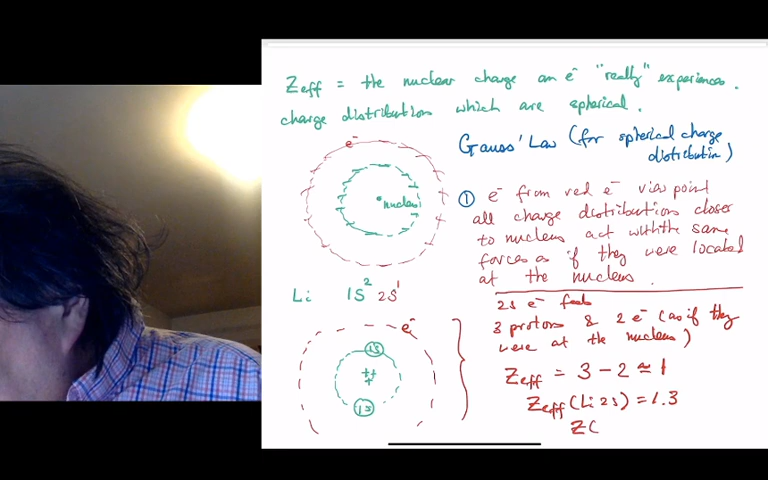 Zeff = the nuclear charge an e⁻ "really" experiences.
charge distribution which are spherical.
Gauss' Law (for spherical charge
distribution)
e⁻
nucleus
① e⁻ from red e⁻ view point
all charge distributions closer
to nucleus act with the same
forces as if they were located
at the nucleus.
Li 1S² 2S¹
2s e⁻ feels
3 protons & 2 e⁻ (as if they
were at the nucleus)
e⁻
1s
++
+
1s
Zeff = 3 - 2 ≃ 1
Zeff (Li 2s) = 1.3
Z(